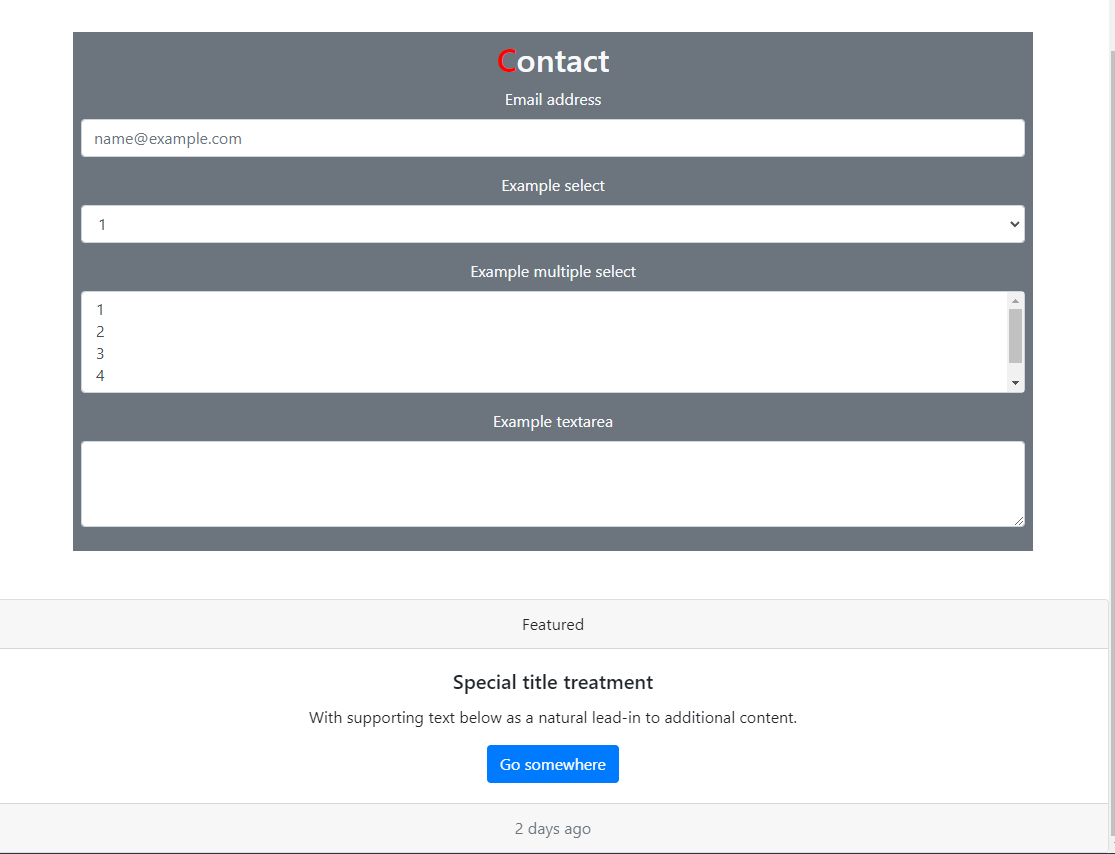 Contact
Email address
name@example.com
Example select
1
Example multiple select
1
2
3
4
Example textarea
Featured
Special title treatment
With supporting text below as a natural lead-in to additional content.
Go somewhere
2 days ago